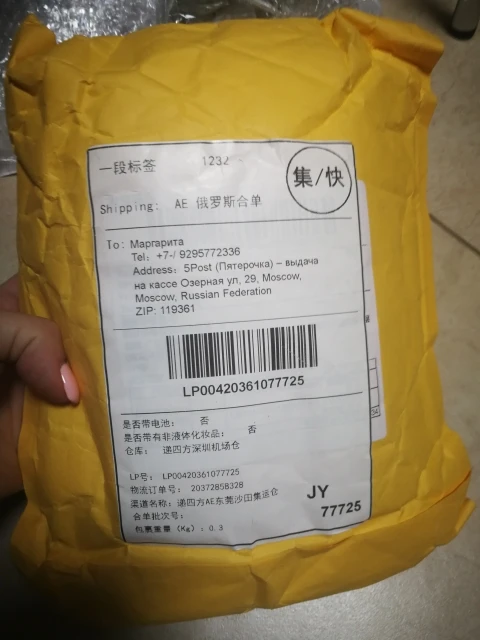 一段标签 1232
集/快
Shipping: AE 俄罗斯合单
To: Маргарита
Tel: +7-/ 9295772336
Address: 5Post (Пятерочка) – выдача
на кассе Озерная ул, 29, Moscow,
Moscow, Russian Federation
ZIP: 119361
LP00420361077725
是否带电池: 否
是否带有非液体化妆品: 否
仓库: 递四方深圳机场仓
LP号: LP00420361077725
物流订单号: 20372858328
渠道名称: 递四方AE东莞沙田集运仓
合单批次号:
包裹重量 (Kg): 0.3
JY
77725